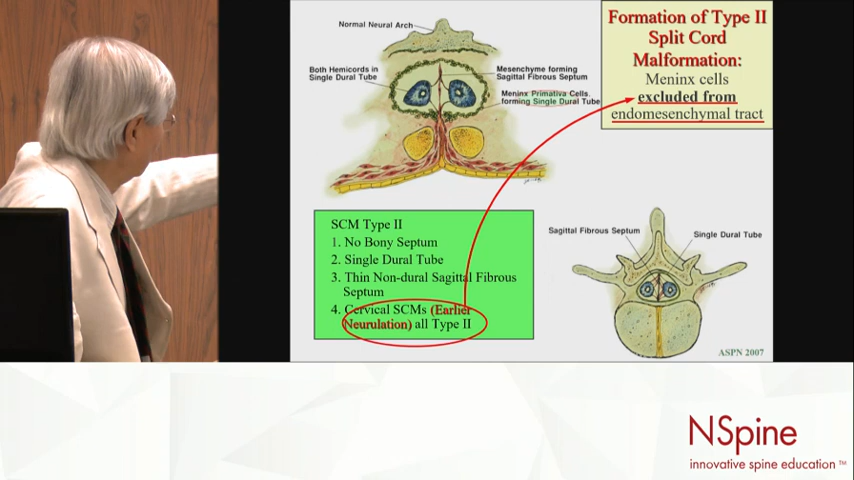 Normal Neural Arch
Both Hemicords in
Single Dural Tube
Mesenchyme forming
Sagittal Fibrous Septum
Meninx Primativa Cells.
forming Single Dural Tube
Formation of Type II
Split Cord
Malformation:
Meninx cells
excluded from
endomesenchymal tract
SCM Type II
1. No Bony Septum
2. Single Dural Tube
3. Thin Non-dural Sagittal Fibrous
Septum
4. Cervical SCMs (Earlier
Neurulation) all Type II
Sagittal Fibrous Septum
Single Dural Tube
ASPN 2007
NSpine
innovative spine education ™